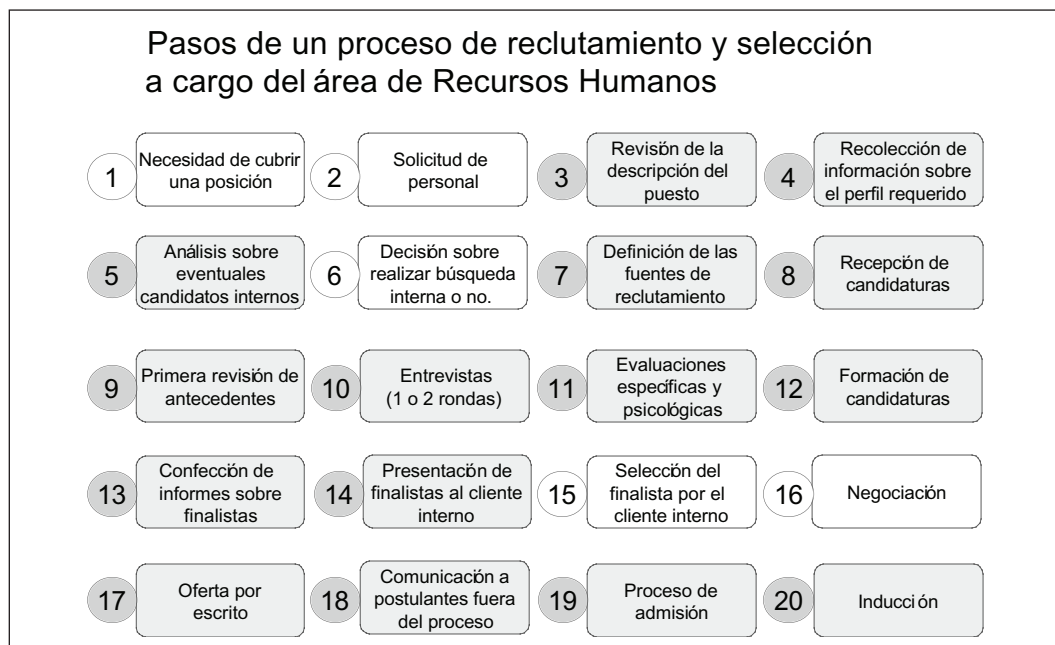 Pasos de un proceso de reclutamiento y selección
a cargo del área de Recursos Humanos
1
Necesidad de cubrir
una posición
2
Solicitud de
personal
3
Revisión de la
descripción del
puesto
4
Recolección de
información sobre
el perfil requerido
5
Análisis sobre
eventuales
candidatos internos
6
Decisión sobre
realizar búsqueda
interna o no.
7
Definición de las
fuentes de
reclutamiento
8
Recepción de
candidaturas
9
Primera revisión de
antecedentes
10
Entrevistas
(1 o 2 rondas)
11
Evaluaciones
específicas y
psicológicas
12
Formación de
candidaturas
13
Confección de
informes sobre
finalistas
14
Presentación de
finalistas al cliente
interno
15
Selección del
finalista por el
cliente interno
16
Negociación
17
Oferta por
escrito
18
Comunicación a
postulantes fuera
del proceso
19
Proceso de
admisión
20
Inducción